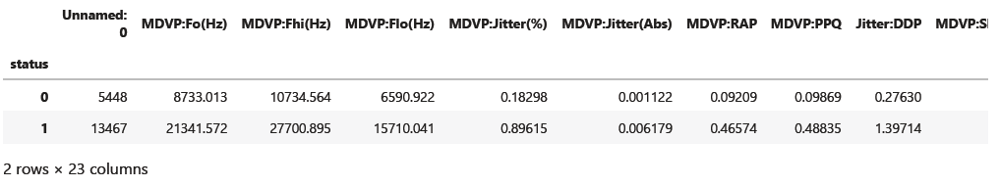 Unnamed: 0 MDVP:Fo(Hz) MDVP:Fhi(Hz) MDVP:Flo(Hz) MDVP:Jitter(%) MDVP:Jitter(Abs) MDVP:RAP MDVP:PPQ Jitter:DDP MDVP:S
status
0 5448 8733.013 10734.564 6590.922 0.18298 0.001122 0.09209 0.09869 0.27630
1 13467 21341.572 27700.895 15710.041 0.89615 0.006179 0.46574 0.48835 1.39714
2 rows × 23 columns